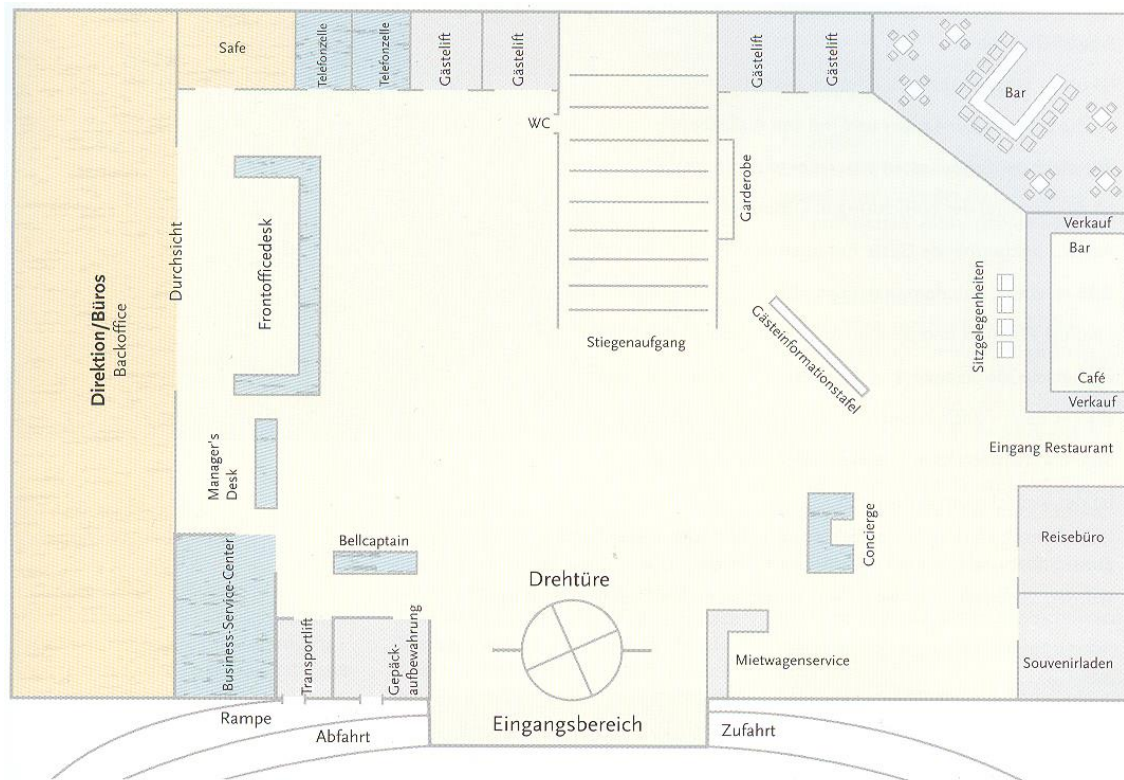 Safe
Telefonzelle
Telefonzelle
Gästelift
Gästelift
Gästelift
Gästelift
Bar
WC
Garderobe
Verkauf
Bar
Durchsicht
Frontofficedesk
Direktion/Büros
Backoffice
Sitzgelegenheiten
Stiegenaufgang
Gästeinformationstafel
Café
Verkauf
Eingang Restaurant
Manager's
Desk
Concierge
Reisebüro
Bellcaptain
Drehtüre
Business-Service-Center
Transportlift
Gepäck-
aufbewahrung
Mietwagenservice
Souvenirladen
Rampe
Abfahrt
Eingangsbereich
Zufahrt